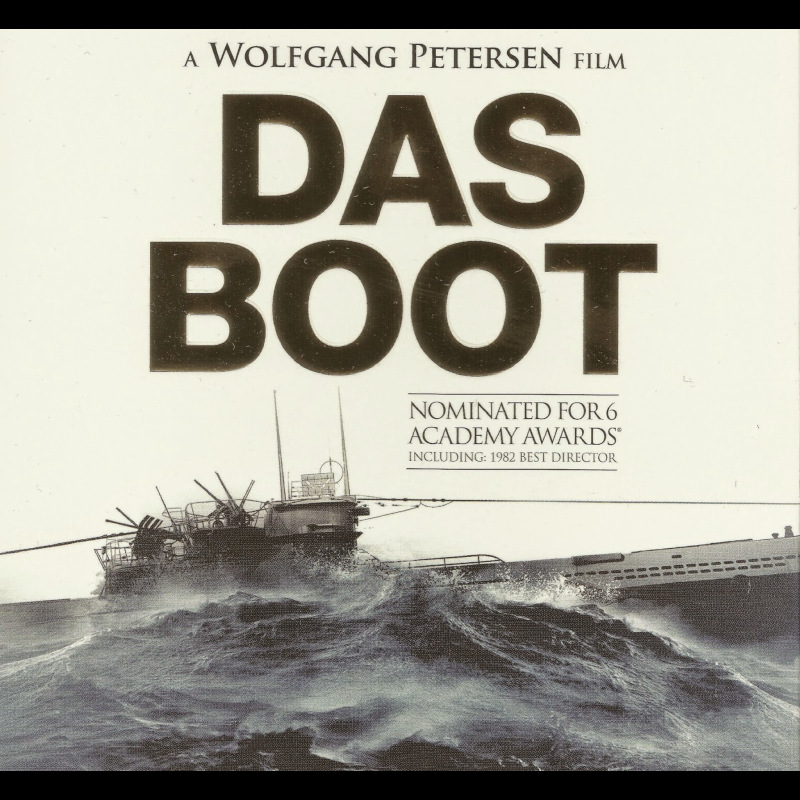 A WOLFGANG PETERSEN FILM
DAS
BOOT
NOMINATED FOR 6
ACADEMY AWARDS®
INCLUDING: 1982 BEST DIRECTOR